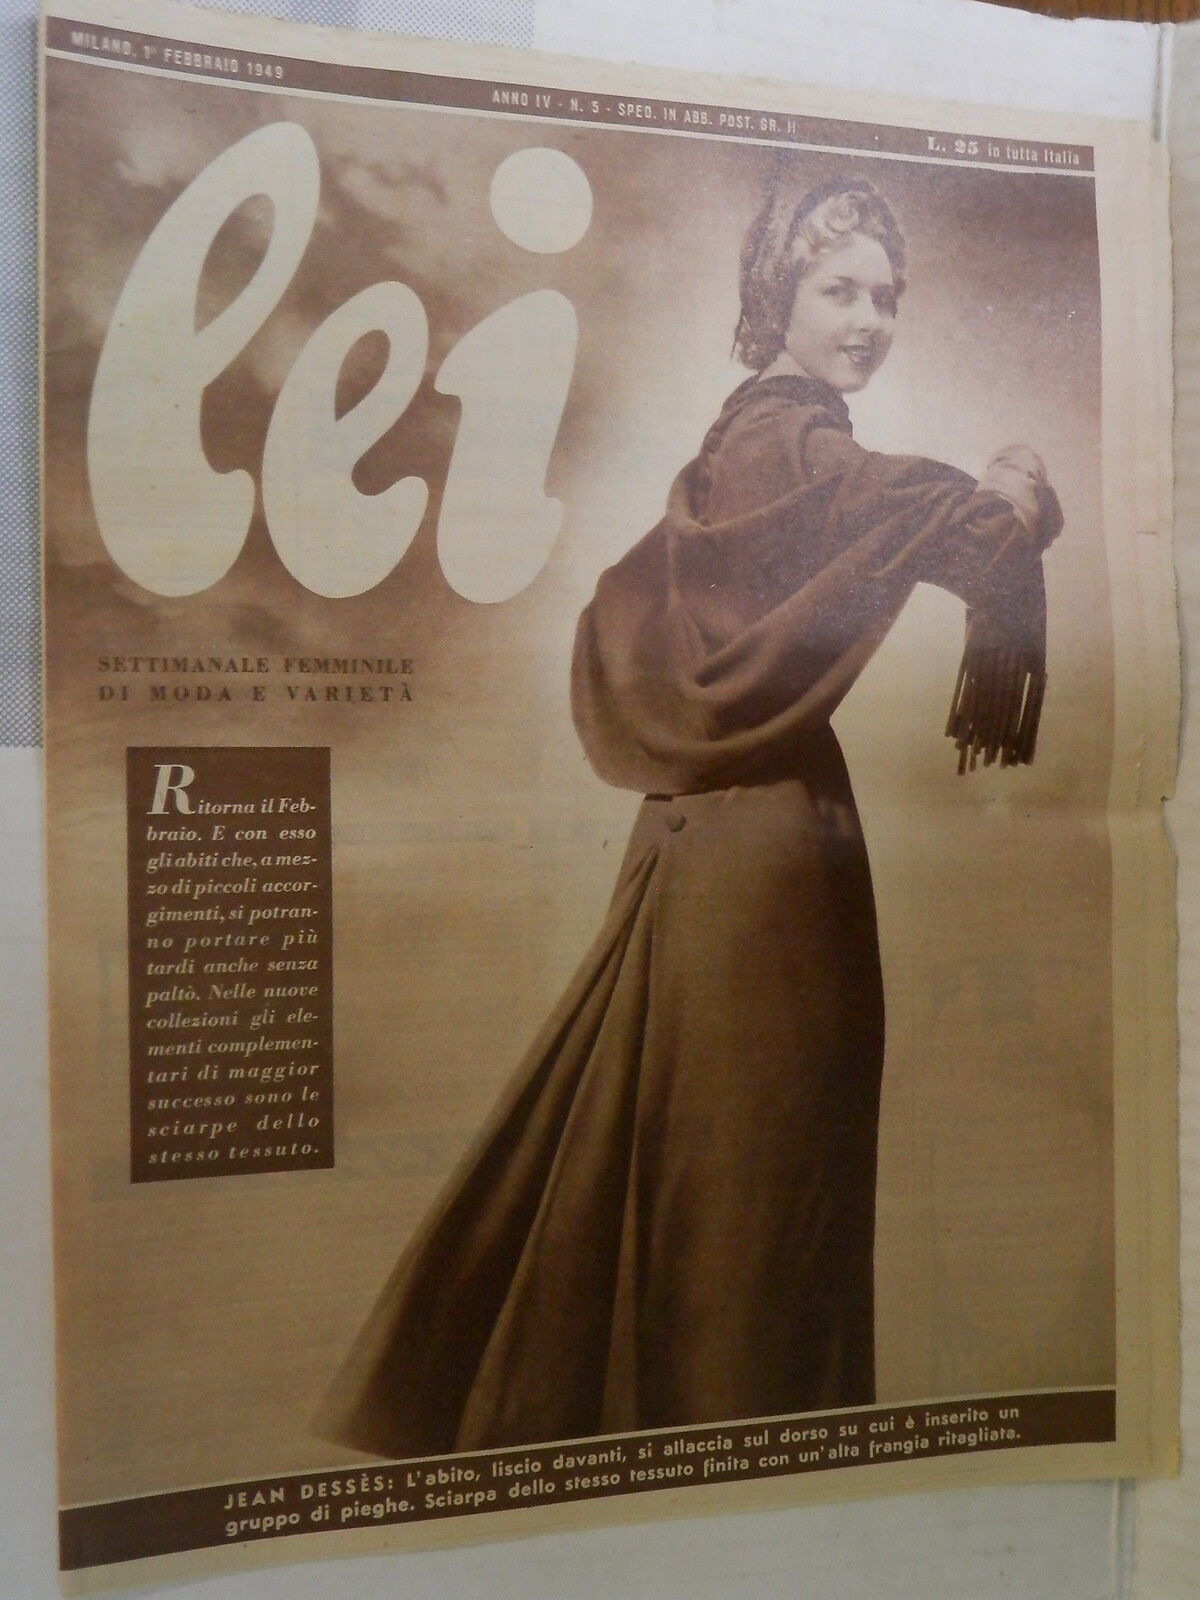 MILANO, 1° FEBBRAIO 1949
ANNO IV - N. 5 - SPED. IN ABB. POST. GR. II
L. 25 in tutta Italia
lei
SETTIMANALE FEMMINILE
DI MODA E VARIETÀ
Ritorna il Feb-
braio. E con esso
gli abiti che, a mez-
zo di piccoli accor-
gimenti, si potran-
no portare più
tardi anche senza
paltò. Nelle nuove
collezioni gli ele-
menti complemen-
tari di maggior
successo sono le
sciarpe dello
stesso tessuto.
JEAN DESSÈS: L'abito, liscio davanti, si allaccia sul dorso su cui è inserito un
gruppo di pieghe. Sciarpa dello stesso tessuto finita con un'alta frangia ritagliata.